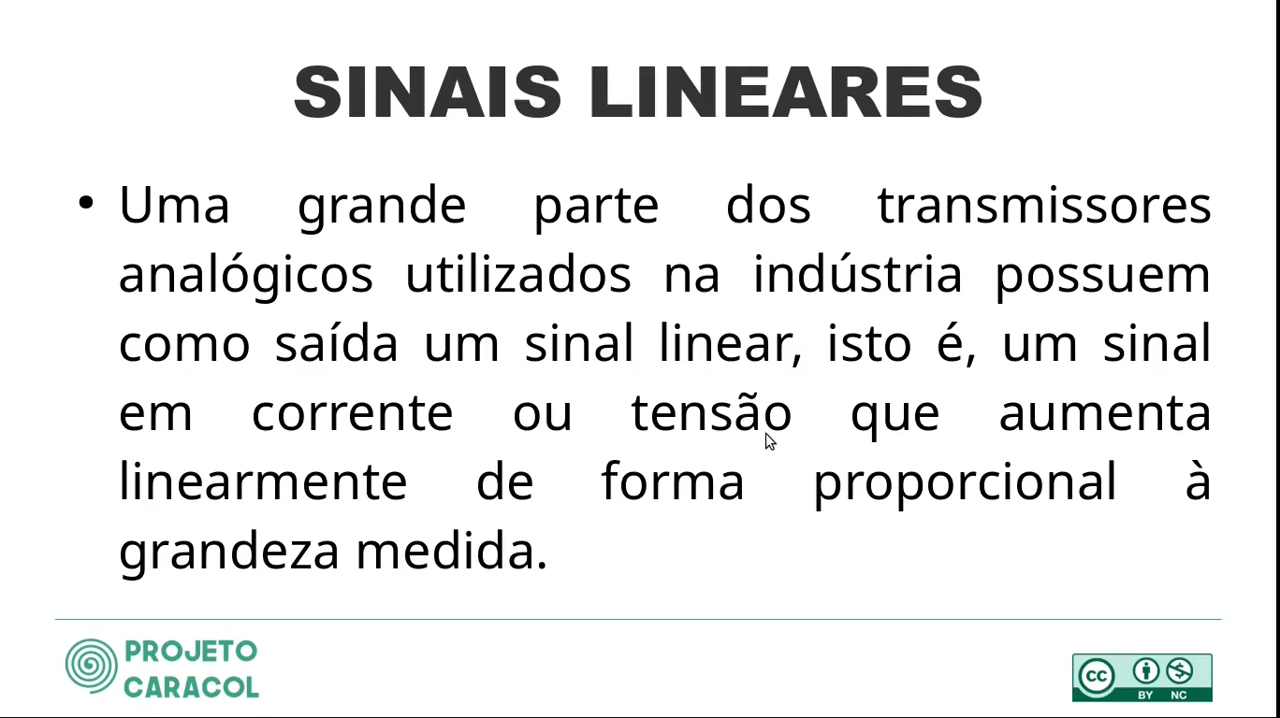 SINAIS LINEARES
• Uma grande parte dos transmissores
analógicos utilizados na indústria possuem
como saída um sinal linear, isto é, um sinal
em corrente ou tensão que aumenta
linearmente de forma proporcional à
grandeza medida.
PROJETO
CARACOL
CC
BY NC